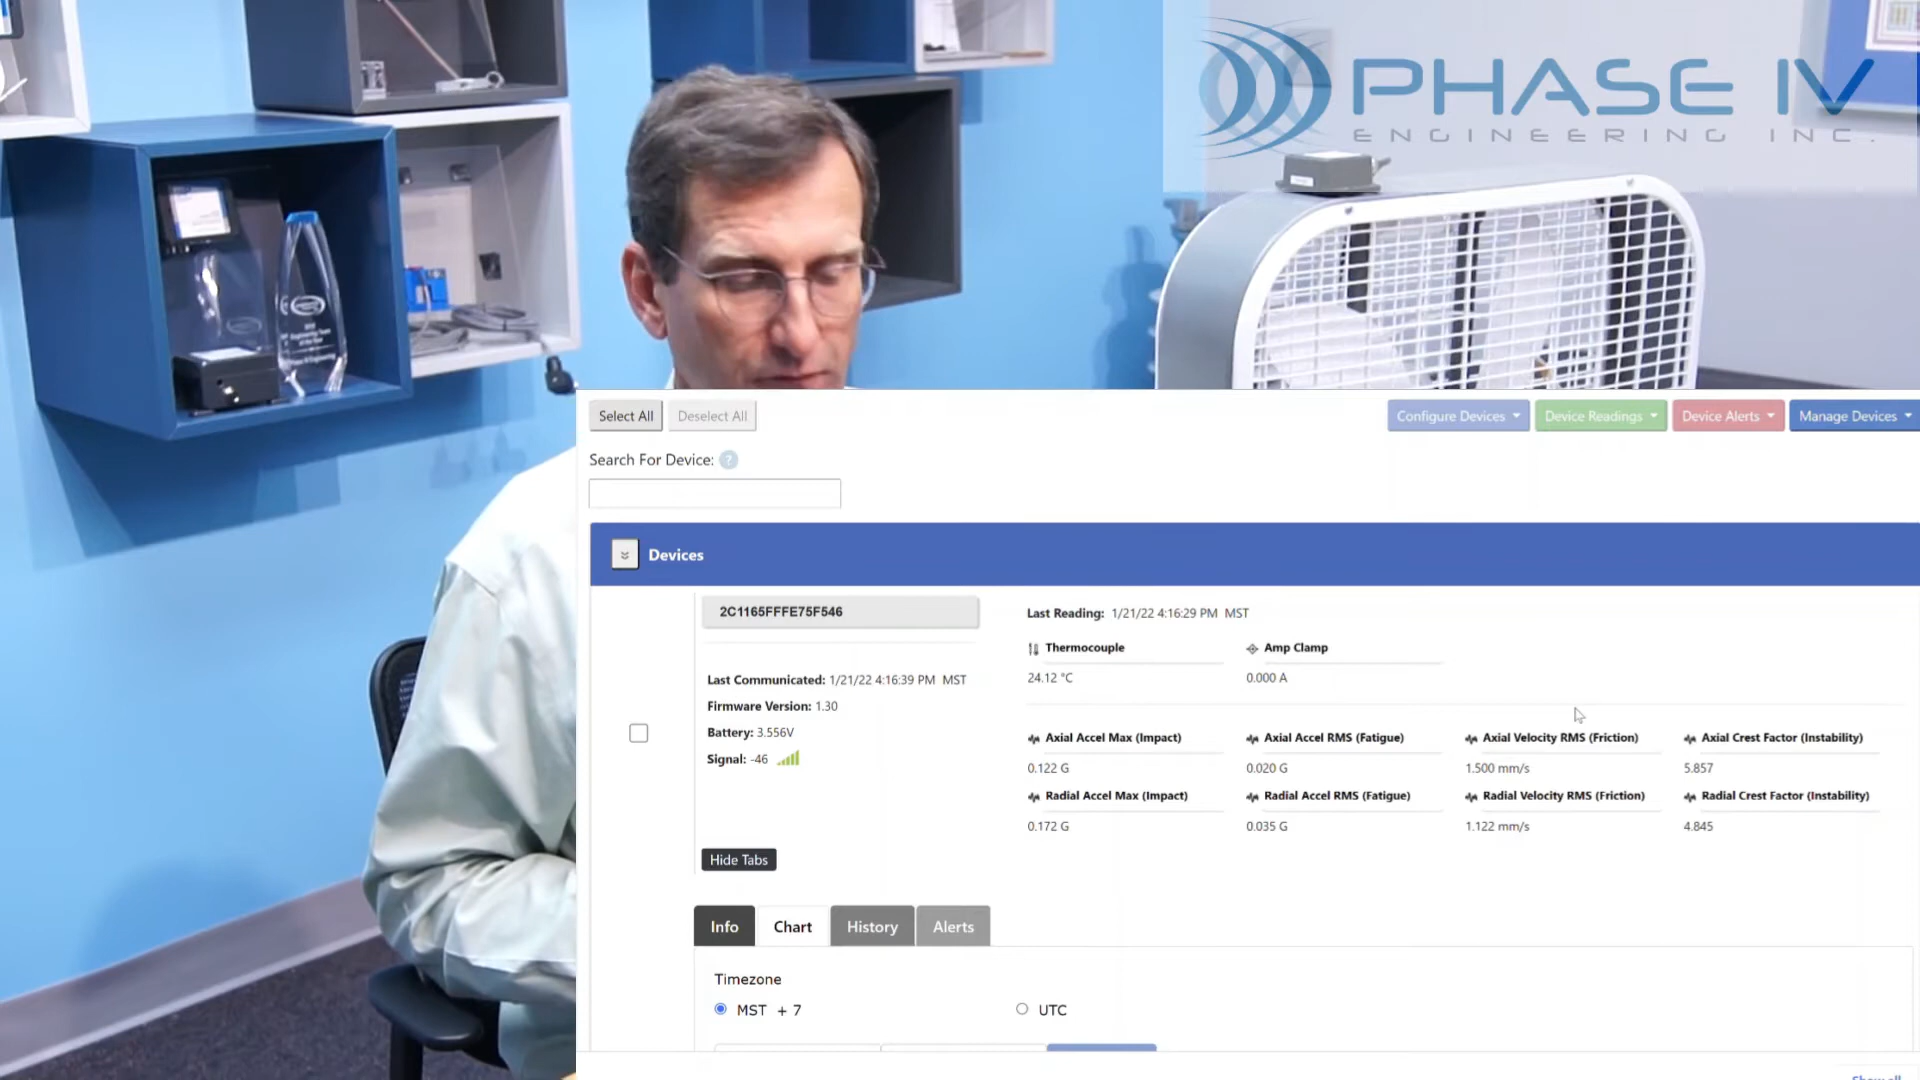 PHASE IV
ENGINEERING INC.
Select All
Deselect All
Configure Devices
Device Readings
Device Alerts
Manage Devices
Search For Device: ?
Devices
2C1165FFFE75F546
Last Communicated: 1/21/22 4:16:39 PM MST
Firmware Version: 1.30
Battery: 3.556V
Signal: -46
Hide Tabs
Last Reading: 1/21/22 4:16:29 PM MST
Thermocouple
Amp Clamp
24.12 °C
0.000 A
Axial Accel Max (Impact)
Axial Accel RMS (Fatigue)
Axial Velocity RMS (Friction)
Axial Crest Factor (Instability)
0.122 G
0.020 G
1.500 mm/s
5.857
Radial Accel Max (Impact)
Radial Accel RMS (Fatigue)
Radial Velocity RMS (Friction)
Radial Crest Factor (Instability)
0.172 G
0.035 G
1.122 mm/s
4.845
Info
Chart
History
Alerts
Timezone
MST + 7
UTC